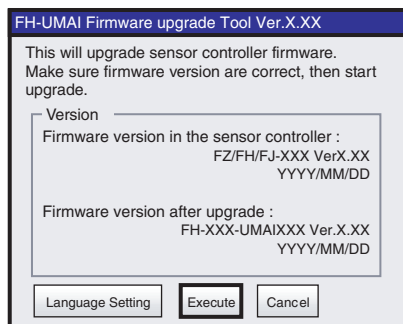 FH-UMAI Firmware upgrade Tool Ver.X.XX
This will upgrade sensor controller firmware.
Make sure firmware version are correct, then start
upgrade.
Version
Firmware version in the sensor controller :
FZ/FH/FJ-XXX VerX.XX
YYYY/MM/DD
Firmware version after upgrade :
FH-XXX-UMAIXXX Ver.X.XX
YYYY/MM/DD
Language Setting Execute Cancel